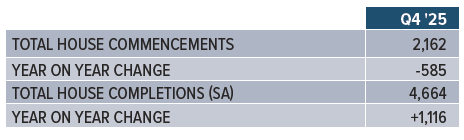 Q4 '25
TOTAL HOUSE COMMENCEMENTS 2,162
YEAR ON YEAR CHANGE -585
TOTAL HOUSE COMPLETIONS (SA) 4,664
YEAR ON YEAR CHANGE +1,116